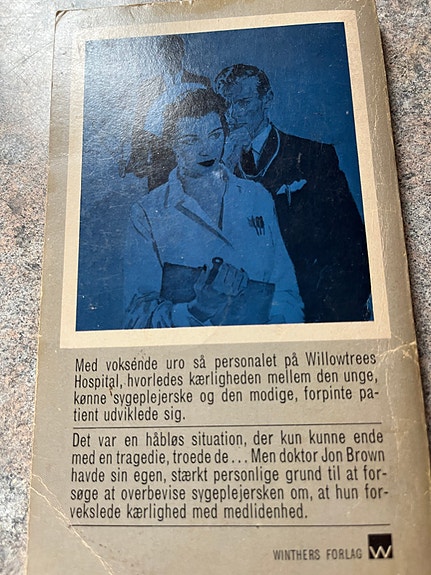 Med voksende uro så personalet på Willowtrees
Hospital, hvorledes kærligheden mellem den unge,
kønne sygeplejerske og den modige, forpinte pa-
tient udviklede sig.
Det var en håbløs situation, der kun kunne ende
med en tragedie, troede de... Men doktor Jon Brown
havde sin egen, stærkt personlige grund til at for-
søge at overbevise sygeplejersken om, at hun for-
vekslede kærlighed med medlidenhed.
WINTHERS FORLAG W